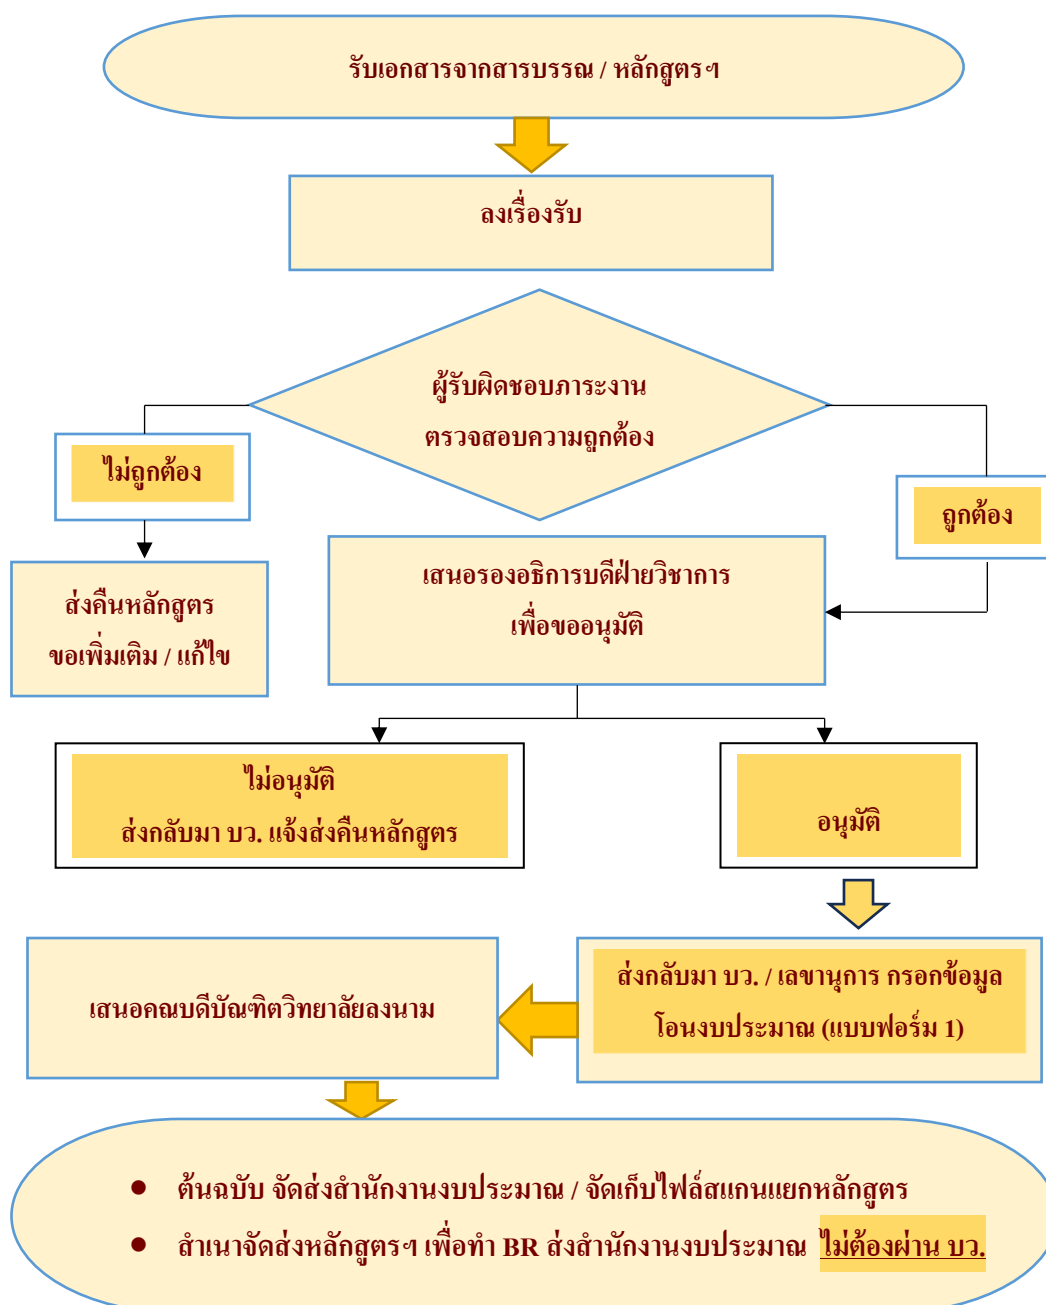 รับเอกสารจากสารบรรณ / หลักสูตรฯ
ลงเรื่องรับ
ผู้รับผิดชอบภาระงาน
ตรวจสอบความถูกต้อง
ไม่ถูกต้อง
ถูกต้อง
ส่งคืนหลักสูตร
ขอเพิ่มเติม / แก้ไข
เสนอรองอธิการบดีฝ่ายวิชาการ
เพื่อขออนุมัติ
ไม่อนุมัติ
ส่งกลับมา บว. แจ้งส่งคืนหลักสูตร
อนุมัติ
ส่งกลับมา บว. / เลขานุการ กรอกข้อมูล
โอนงบประมาณ (แบบฟอร์ม 1)
เสนอคณบดีบัณฑิตวิทยาลัยลงนาม
● ต้นฉบับ จัดส่งสำนักงานงบประมาณ / จัดเก็บไฟล์สแกนแยกหลักสูตร
● สำเนาจัดส่งหลักสูตรฯ เพื่อทำ BR ส่งสำนักงานงบประมาณ ไม่ต้องผ่าน บว.